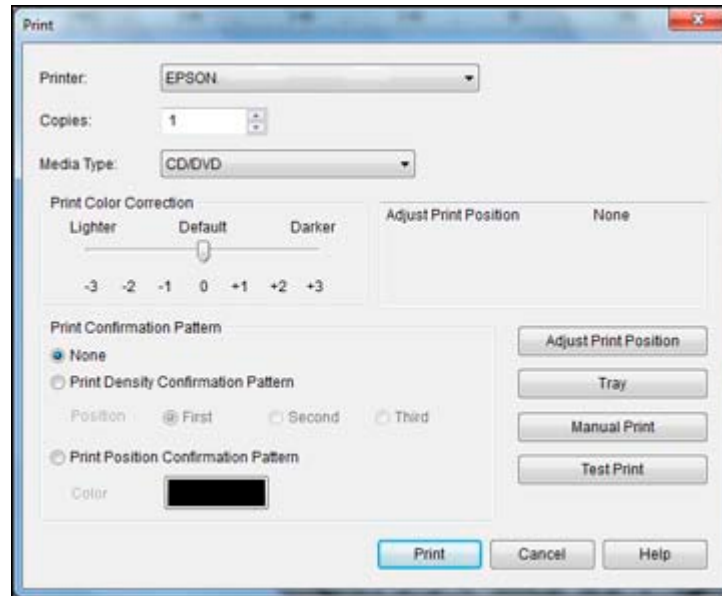 Print
Printer: EPSON
Copies: 1
Media Type: CD/DVD
Print Color Correction
Lighter Default Darker
-3 -2 -1 0 +1 +2 +3
Adjust Print Position None
Print Confirmation Pattern
None
Print Density Confirmation Pattern
Position First Second Third
Print Position Confirmation Pattern
Color
Adjust Print Position
Tray
Manual Print
Test Print
Print Cancel Help